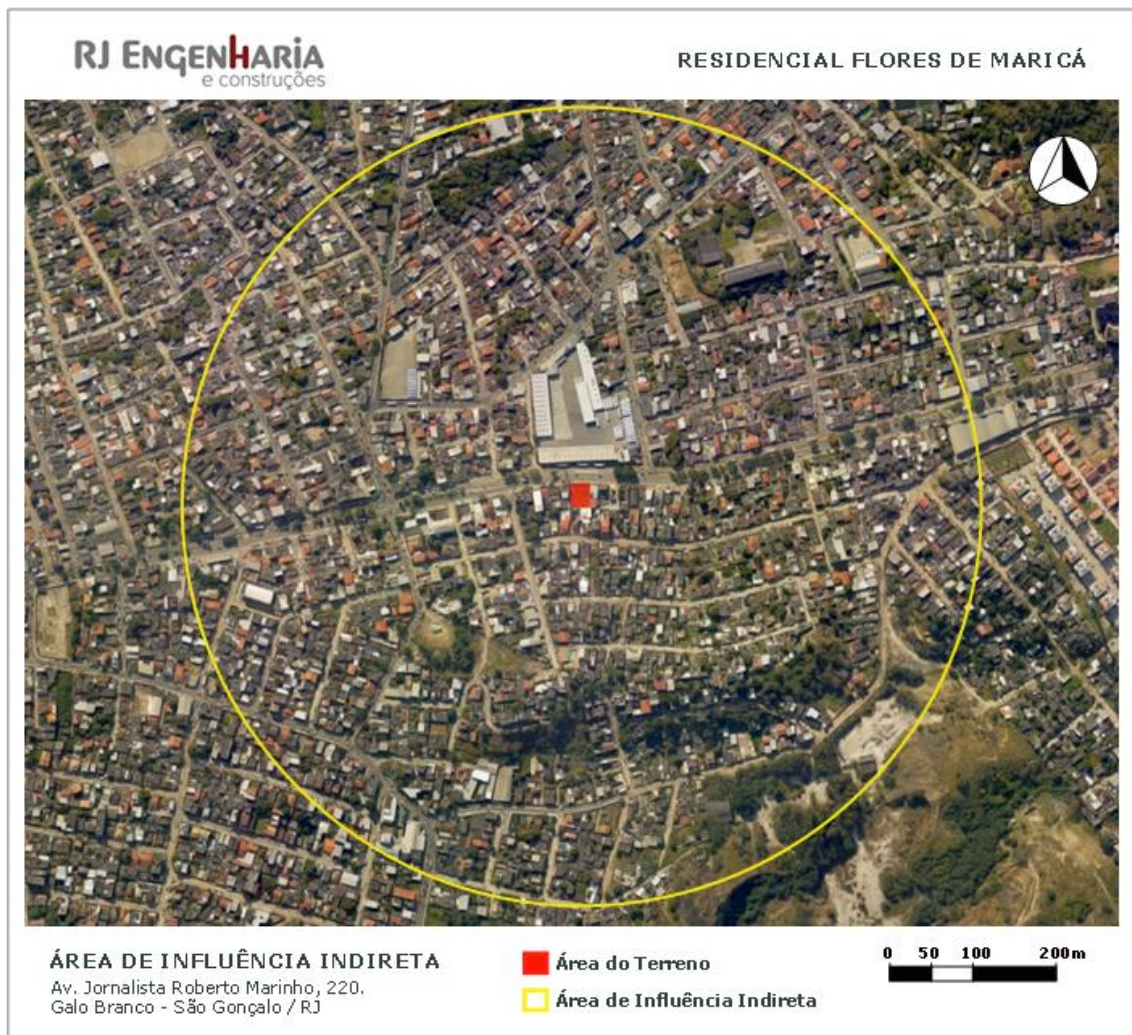 RJ ENGENHARIA
e construções
RESIDENCIAL FLORES DE MARICÁ
ÁREA DE INFLUÊNCIA INDIRETA
Av. Jornalista Roberto Marinho, 220.
Galo Branco - São Gonçalo / RJ
Área do Terreno
Área de Influência Indireta
0 50 100 200m